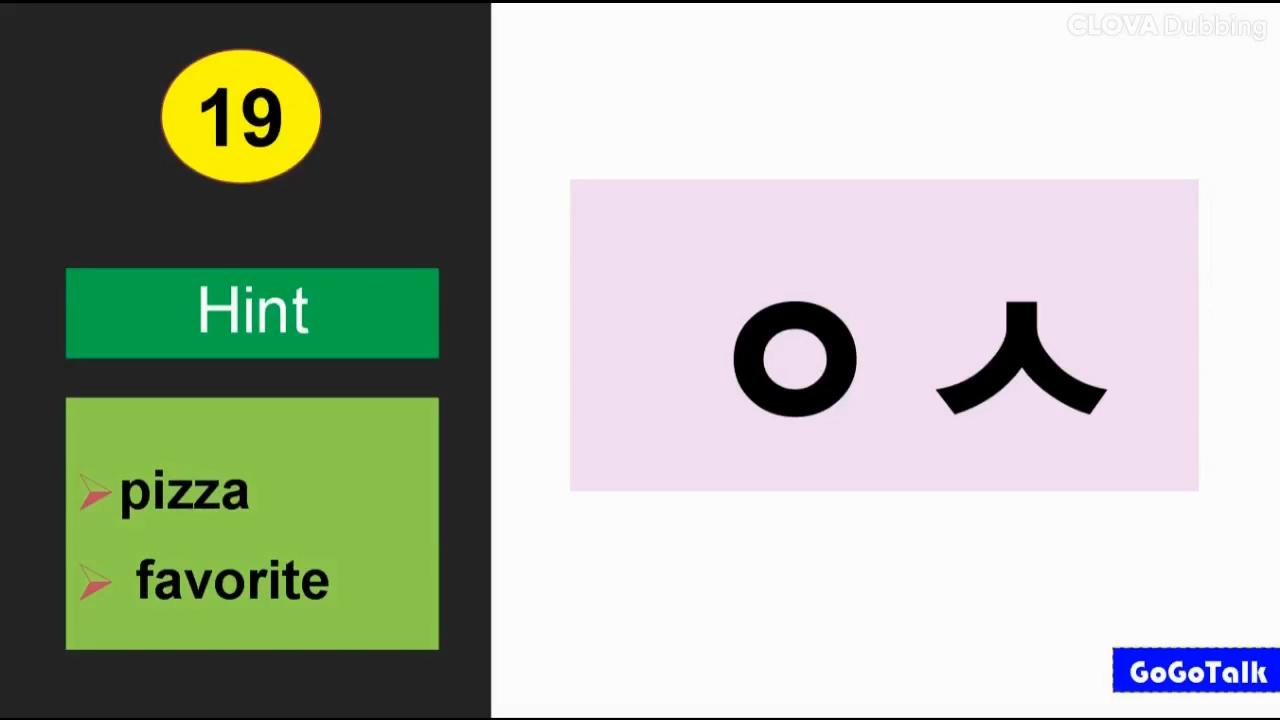 CLOVA Dubbing
19
Hint
pizza
favorite
ㅇ ㅅ
GoGoTalk